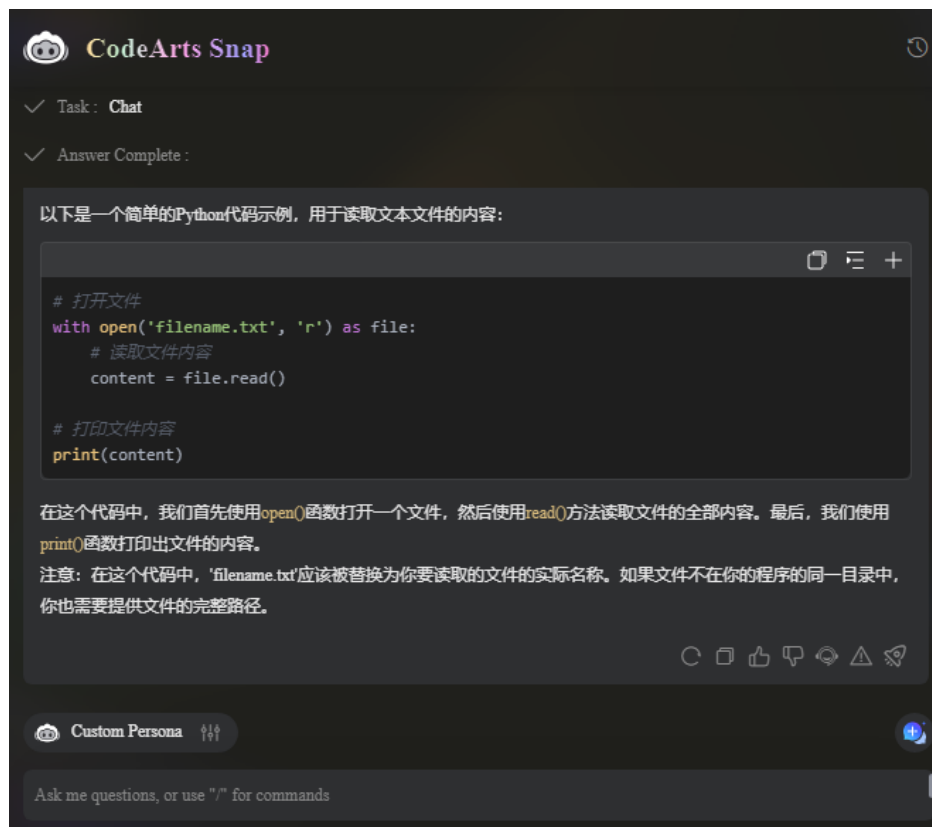 CodeArts Snap
Task : Chat
Answer Complete :
以下是一个简单的Python代码示例，用于读取文本文件的内容：
# 打开文件
with open('filename.txt', 'r') as file:
    # 读取文件内容
    content = file.read()
# 打印文件内容
print(content)
在这个代码中，我们首先使用open()函数打开一个文件，然后使用read()方法读取文件的全部内容。最后，我们使用
print()函数打印出文件的内容。
注意：在这个代码中，'filename.txt'应该被替换为你要读取的文件的实际名称。如果文件不在你的程序的同一目录中，
你也需要提供文件的完整路径。
Custom Persona
Ask me questions, or use "/" for commands